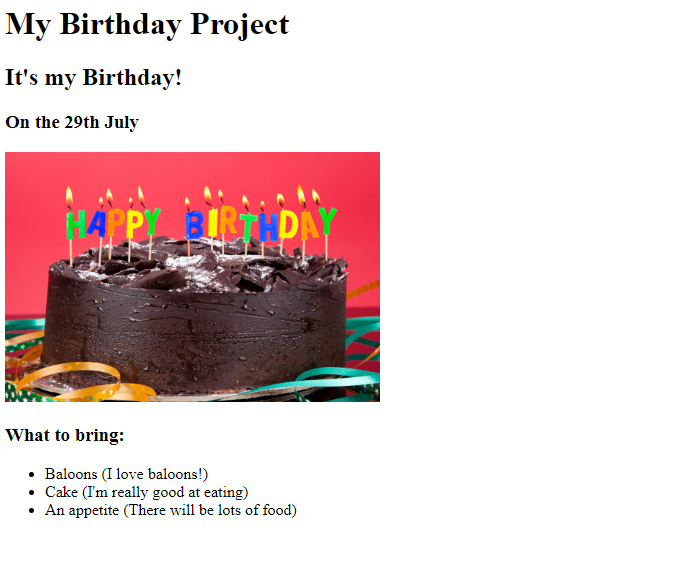 My Birthday Project
It's my Birthday!
On the 29th July
HAPPY BIRTHDAY
What to bring:
Baloons (I love baloons!)
Cake (I'm really good at eating)
An appetite (There will be lots of food)